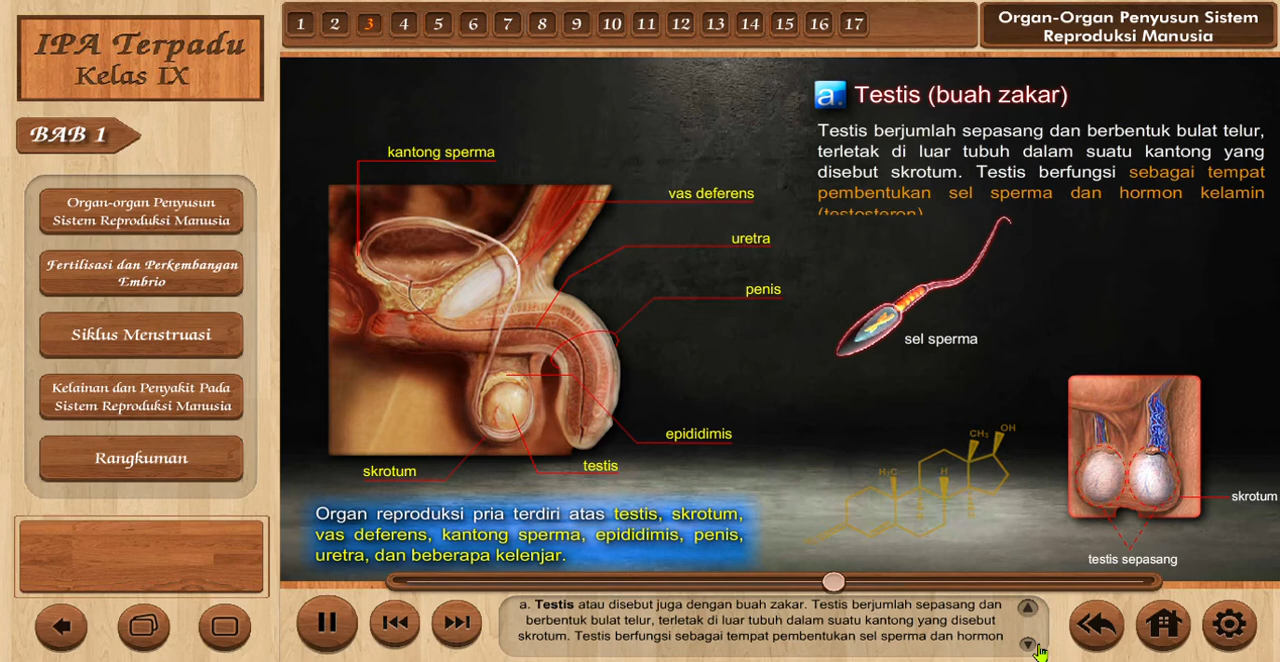 IPA Terpadu
Kelas IX
BAB 1
Organ-organ Penyusun
Sistem Reproduksi Manusia
Fertilisasi dan Perkembangan
Embrio
Siklus Menstruasi
Kelainan dan Penyakit Pada
Sistem Reproduksi Manusia
Rangkuman
1 2 3 4 5 6 7 8 9 10 11 12 13 14 15 16 17
Organ-Organ Penyusun Sistem
Reproduksi Manusia
kantong sperma
vas deferens
uretra
penis
epididimis
testis
skrotum
Organ reproduksi pria terdiri atas testis, skrotum,
vas deferens, kantong sperma, epididimis, penis,
uretra, dan beberapa kelenjar.
a. Testis (buah zakar)
Testis berjumlah sepasang dan berbentuk bulat telur,
terletak di luar tubuh dalam suatu kantong yang
disebut skrotum. Testis berfungsi sebagai tempat
pembentukan sel sperma dan hormon kelamin
(testosteron)
sel sperma
OH
CH₃
H₃C
H
H
H
skrotum
testis sepasang
a. Testis atau disebut juga dengan buah zakar. Testis berjumlah sepasang dan
berbentuk bulat telur, terletak di luar tubuh dalam suatu kantong yang disebut
skrotum. Testis berfungsi sebagai tempat pembentukan sel sperma dan hormon